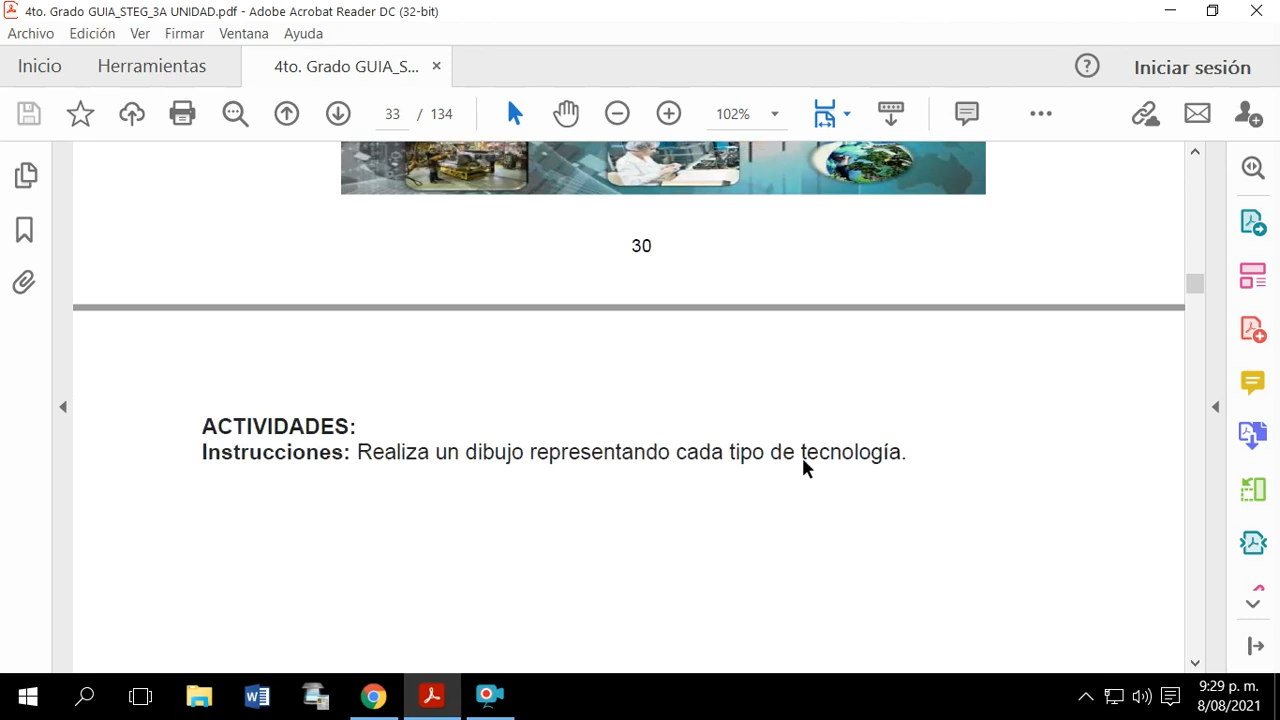 4to. Grado GUIA_STEG_3A UNIDAD.pdf - Adobe Acrobat Reader DC (32-bit)
Archivo Edición Ver Firmar Ventana Ayuda
Inicio Herramientas 4to. Grado GUIA_S... × Iniciar sesión
33 / 134 102%
30
ACTIVIDADES:
Instrucciones: Realiza un dibujo representando cada tipo de tecnología.
9:29 p. m.
8/08/2021